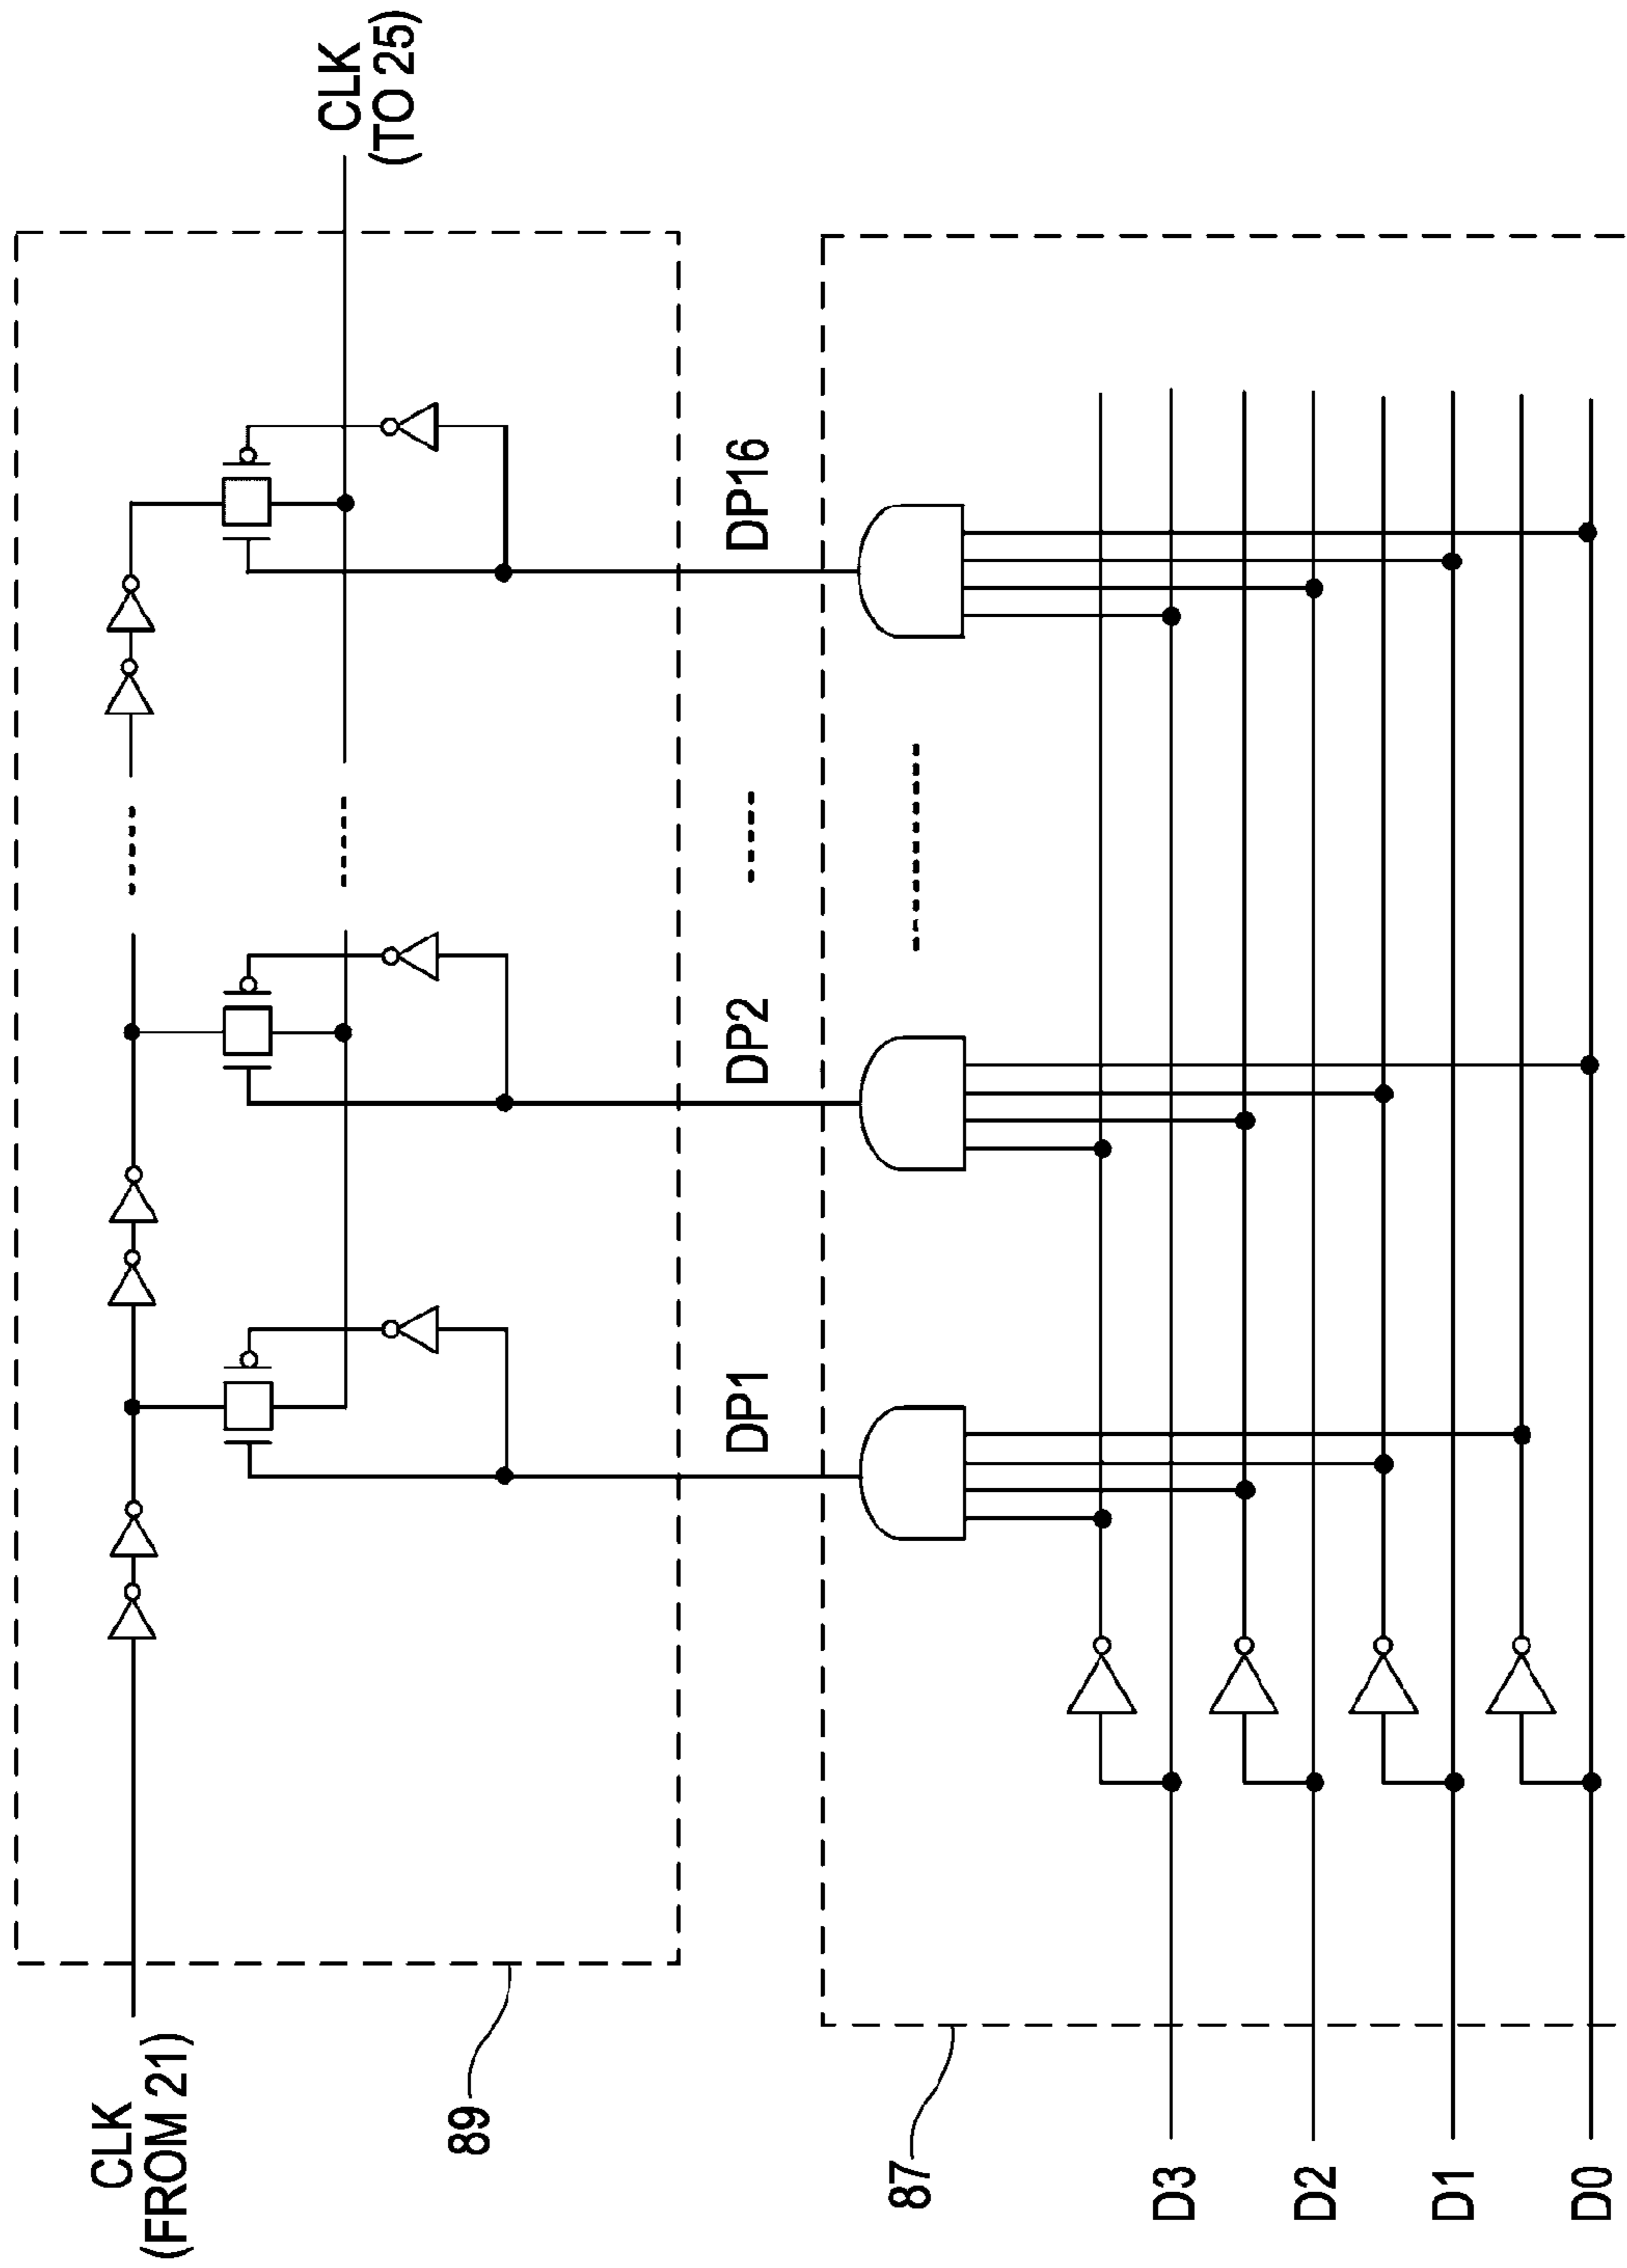 CLK
(FROM 21)
CLK
(TO 25)
89
DP1
DP2
DP16
87
D3
D2
D1
D0